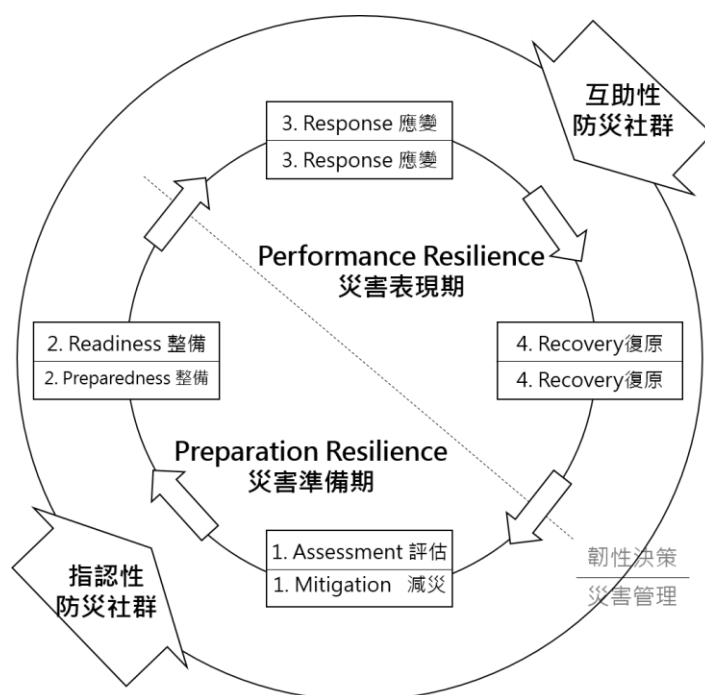 互助性
防災社群
3. Response 應變
3. Response 應變
Performance Resilience
災害表現期
2. Readiness 整備
2. Preparedness 整備
4. Recovery復原
4. Recovery復原
Preparation Resilience
災害準備期
1. Assessment 評估
1. Mitigation 減災
韌性決策
災害管理
指認性
防災社群